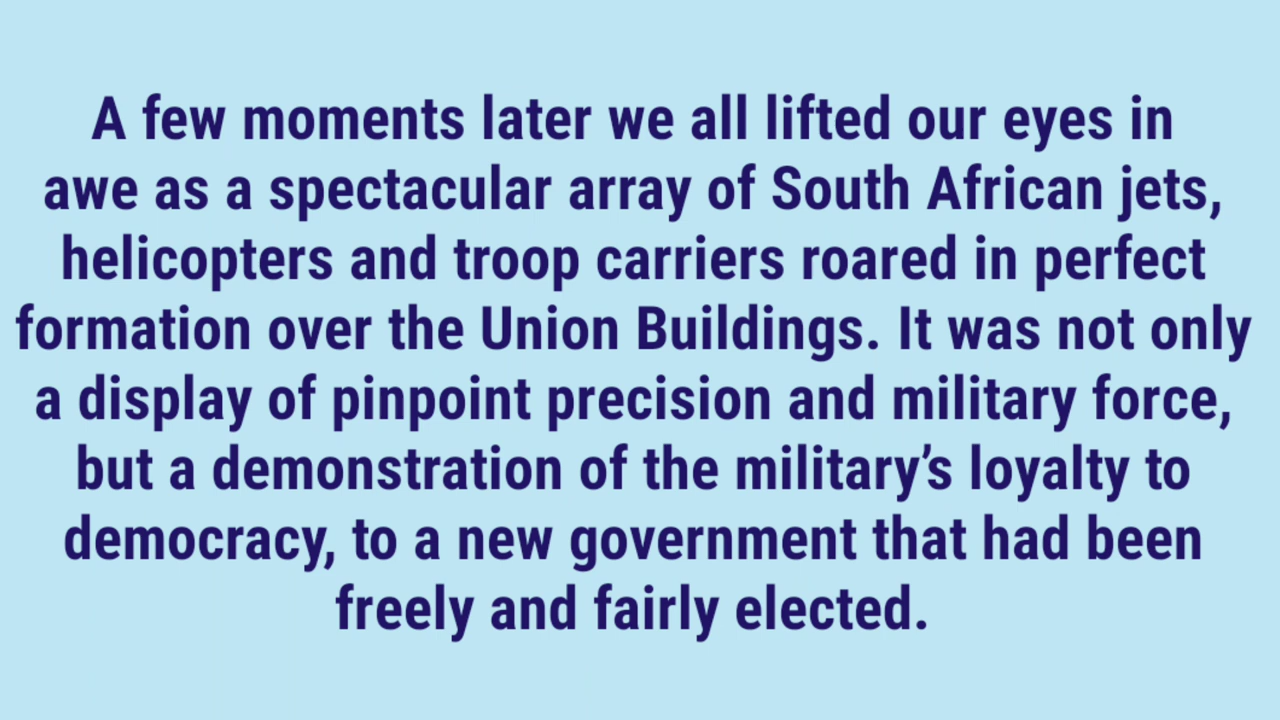 A few moments later we all lifted our eyes in
awe as a spectacular array of South African jets,
helicopters and troop carriers roared in perfect
formation over the Union Buildings. It was not only
a display of pinpoint precision and military force,
but a demonstration of the military’s loyalty to
democracy, to a new government that had been
freely and fairly elected.